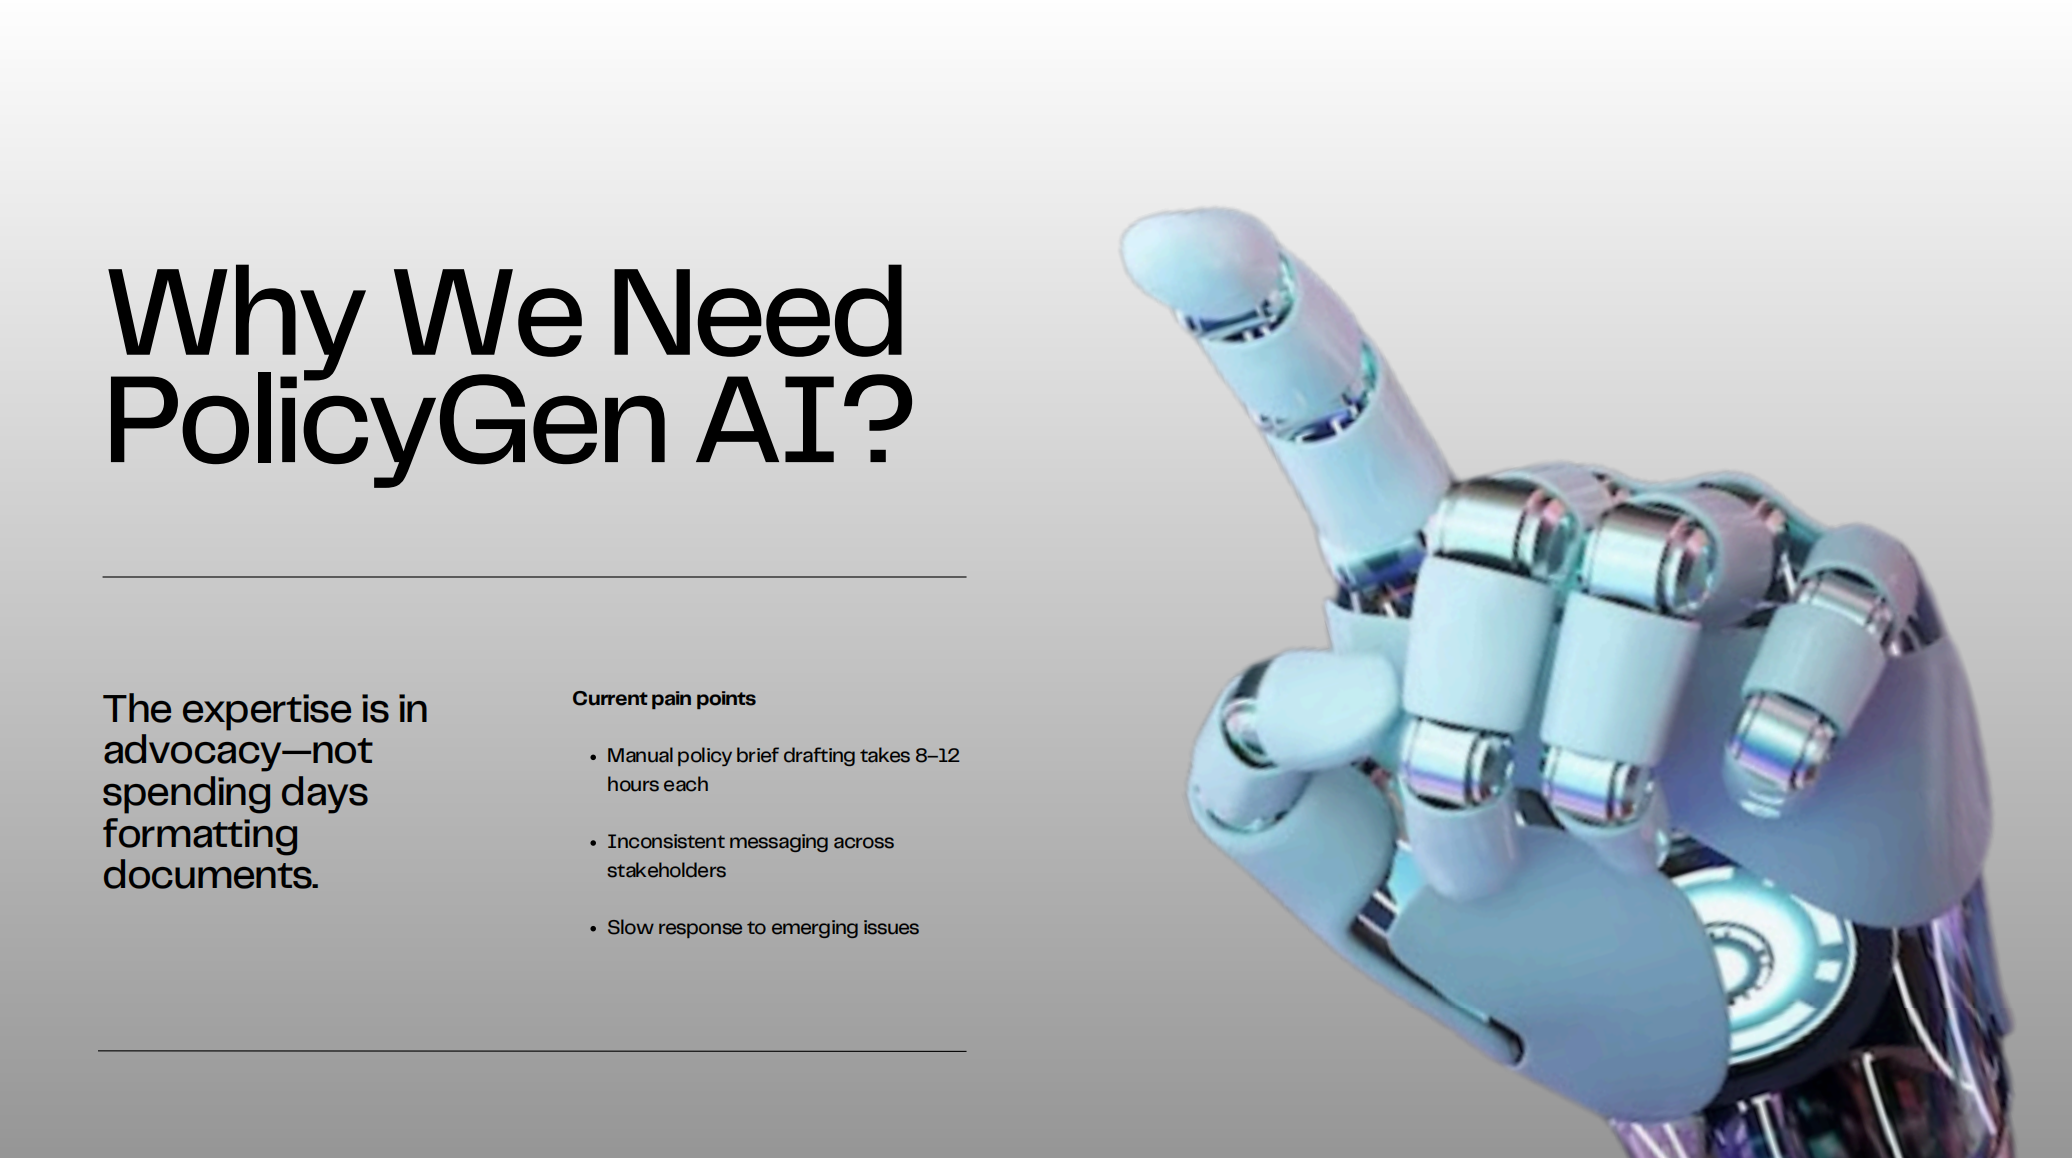 Why We Need
PolicyGen AI?
The expertise is in
advocacy—not
spending days
formatting
documents.
Current pain points
• Manual policy brief drafting takes 8–12
hours each
• Inconsistent messaging across
stakeholders
• Slow response to emerging issues